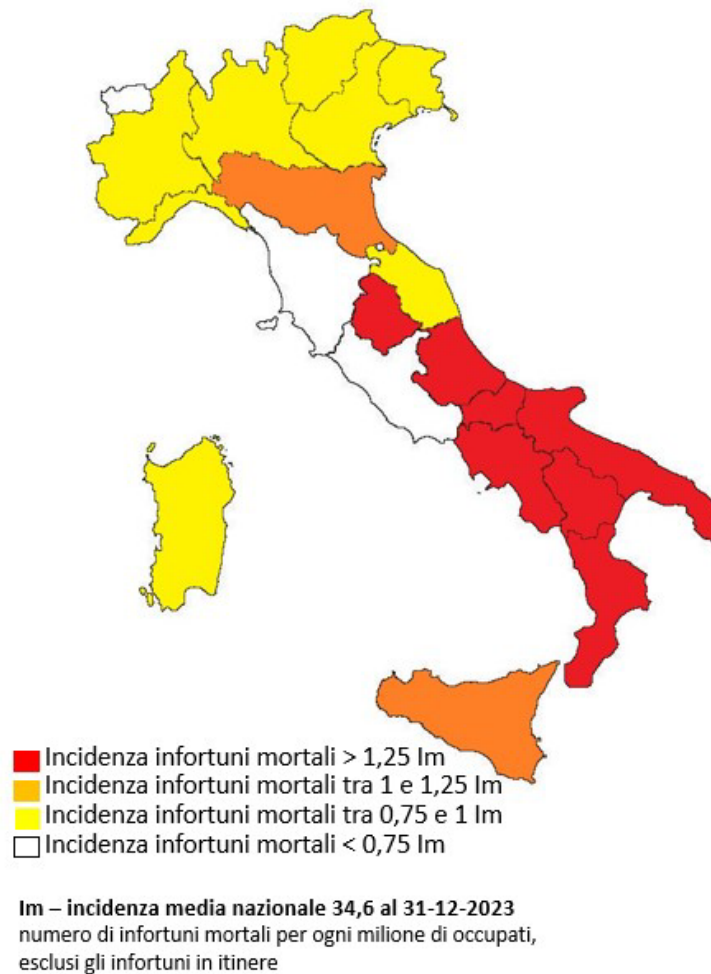 Incidenza infortuni mortali > 1,25 Im
Incidenza infortuni mortali tra 1 e 1,25 Im
Incidenza infortuni mortali tra 0,75 e 1 Im
Incidenza infortuni mortali < 0,75 Im
Im – incidenza media nazionale 34,6 al 31-12-2023
numero di infortuni mortali per ogni milione di occupati,
esclusi gli infortuni in itinere